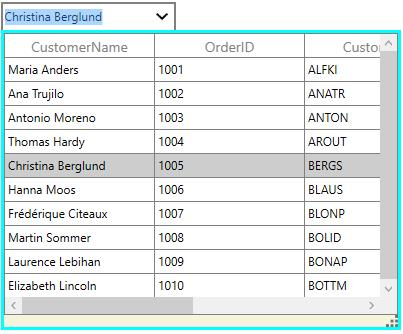 Christina Berglund
CustomerName OrderID Custo
Maria Anders 1001 ALFKI
Ana Trujilo 1002 ANATR
Antonio Moreno 1003 ANTON
Thomas Hardy 1004 AROUT
Christina Berglund 1005 BERGS
Hanna Moos 1006 BLAUS
Frédérique Citeaux 1007 BLONP
Martin Sommer 1008 BOLID
Laurence Lebihan 1009 BONAP
Elizabeth Lincoln 1010 BOTTM